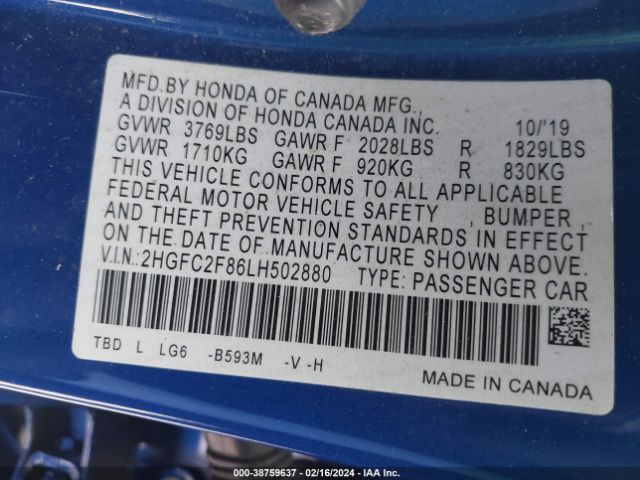 MFD.BY HONDA OF CANADA MFG.,
A DIVISION OF HONDA CANADA INC. 10/'19
GVWR 3769LBS GAWR F 2028LBS R 1829LBS
GVWR 1710KG GAWR F 920KG R 830KG
THIS VEHICLE CONFORMS TO ALL APPLICABLE
FEDERAL MOTOR VEHICLE SAFETY , BUMPER,
AND THEFT PREVENTION STANDARDS IN EFFECT
ON THE DATE OF MANUFACTURE SHOWN ABOVE.
V.I.N.:2HGFC2F86LH502880 TYPE: PASSENGER CAR
TBD L LG6 -B593M -V -H
MADE IN CANADA
000-38759637 - 02/16/2024 - IAA Inc.